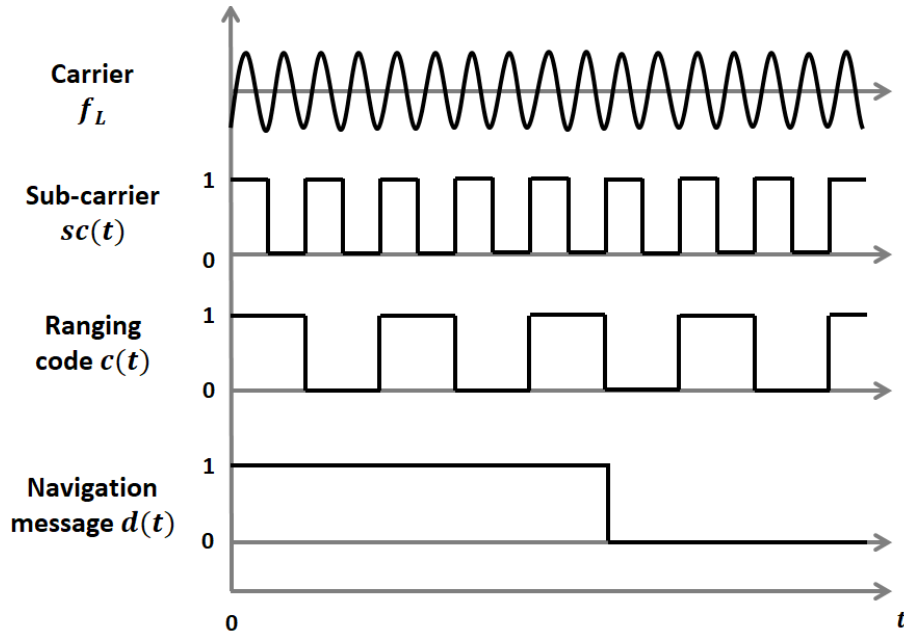 Carrier
f_L
Sub-carrier
sc(t)
1
0
Ranging
code c(t)
1
0
Navigation
message d(t)
1
0
0
t